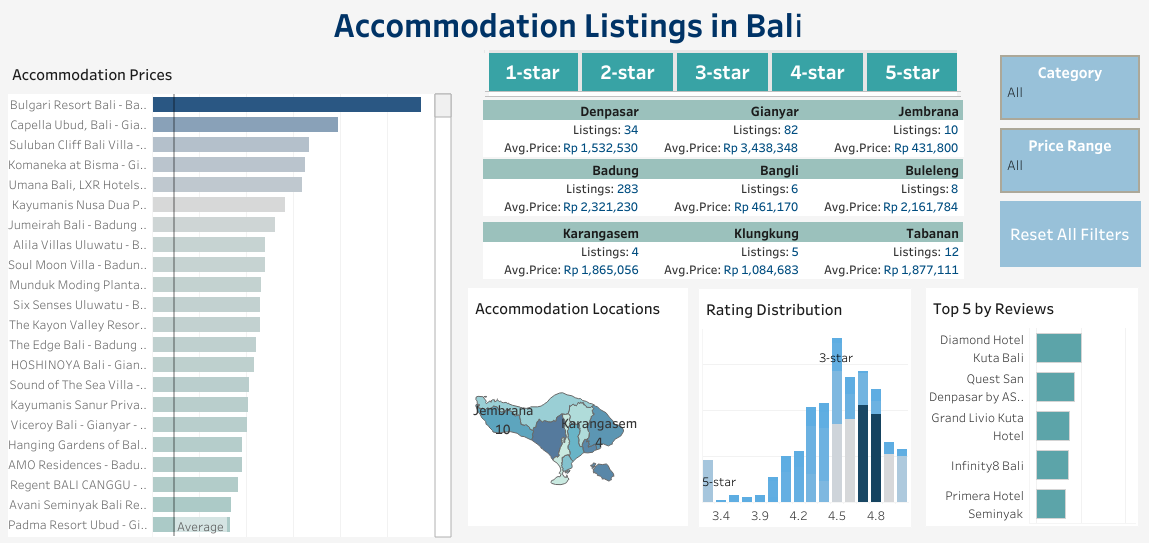 Accommodation Listings in Bali
Accommodation Prices
Bulgari Resort Bali - Ba..
Capella Ubud, Bali - Gia..
Suluban Cliff Bali Villa -..
Komaneka at Bisma - Gi..
Umana Bali, LXR Hotels..
Kayumanis Nusa Dua P..
Jumeirah Bali - Badung ..
Alila Villas Uluwatu - B..
Soul Moon Villa - Badun..
Munduk Moding Planta..
Six Senses Uluwatu - B..
The Kayon Valley Resor..
The Edge Bali - Badung ..
HOSHINOYA Bali - Gian..
Sound of The Sea Villa -..
Kayumanis Sanur Priva..
Viceroy Bali - Gianyar - ..
Hanging Gardens of Bal..
AMO Residences - Badu..
Regent BALI CANGGU - ..
Avani Seminyak Bali Re..
Padma Resort Ubud - Gi..
Average
1-star 2-star 3-star 4-star 5-star
Denpasar Gianyar Jembrana
Listings: 34 Listings: 82 Listings: 10
Avg.Price: Rp 1,532,530 Avg.Price: Rp 3,438,348 Avg.Price: Rp 431,800
Badung Bangli Buleleng
Listings: 283 Listings: 6 Listings: 8
Avg.Price: Rp 2,321,230 Avg.Price: Rp 461,170 Avg.Price: Rp 2,161,784
Karangasem Klungkung Tabanan
Listings: 4 Listings: 5 Listings: 12
Avg.Price: Rp 1,865,056 Avg.Price: Rp 1,084,683 Avg.Price: Rp 1,877,111
Category
All
Price Range
All
Reset All Filters
Accommodation Locations
Jembrana
10
Karangasem
4
Rating Distribution
3-star
5-star
3.4 3.9 4.2 4.5 4.8
Top 5 by Reviews
Diamond Hotel
Kuta Bali
Quest San
Denpasar by AS..
Grand Livio Kuta
Hotel
Infinity8 Bali
Primera Hotel
Seminyak